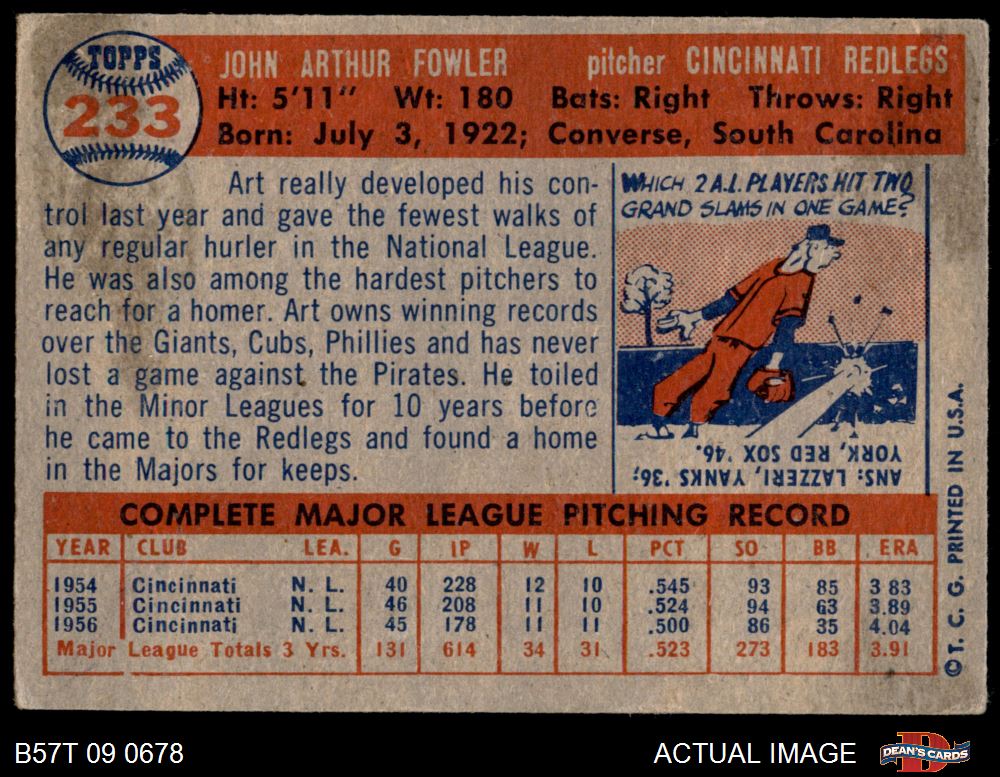 TOPPS
233
JOHN ARTHUR FOWLER pitcher CINCINNATI REDLEGS
Ht: 5'11" Wt: 180 Bats: Right Throws: Right
Born: July 3, 1922; Converse, South Carolina
Art really developed his con-
trol last year and gave the fewest walks of
any regular hurler in the National League.
He was also among the hardest pitchers to
reach for a homer. Art owns winning records
over the Giants, Cubs, Phillies and has never
lost a game against the Pirates. He toiled
in the Minor Leagues for 10 years before
he came to the Redlegs and found a home
in the Majors for keeps.
WHICH 2 A.L. PLAYERS HIT TWO
GRAND SLAMS IN ONE GAME?
ANS: LAZZERI, YANKS '36;
YORK, RED SOX '46.
COMPLETE MAJOR LEAGUE PITCHING RECORD
YEAR CLUB LEA. G IP W L PCT SO BB ERA
1954 Cincinnati N. L. 40 228 12 10 .545 93 85 3 83
1955 Cincinnati N. L. 46 208 11 10 .524 94 63 3.89
1956 Cincinnati N. L. 45 178 11 11 .500 86 35 4.04
Major League Totals 3 Yrs. 131 614 34 31 .523 273 183 3.91
©T. C. G. PRINTED IN U.S.A.
B57T 09 0678 ACTUAL IMAGE DEAN'S CARDS